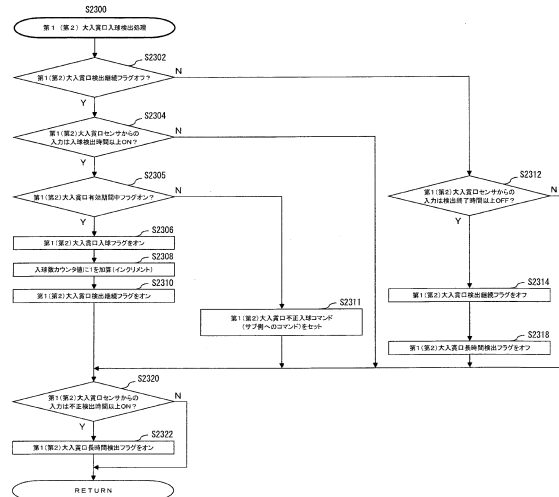 S2300
第1(第2)大入賞口入球検出処理
S2302
第1(第2)大入賞口検出継続フラグオフ?
N
Y
S2304
第1(第2)大入賞口センサからの
入力は入球検出時間以上ON?
N
Y
S2305
第1(第2)大入賞口有効期間中フラグオン?
N
Y
S2306
第1(第2)大入賞口入球フラグをオン
S2308
入球数カウンタ値に1を加算(インクリメント)
S2310
第1(第2)大入賞口検出継続フラグをオン
S2311
第1(第2)大入賞口不正入球コマンド
(サブ側へのコマンド)をセット
S2312
第1(第2)大入賞口センサからの
入力は検出終了時間以上OFF?
N
Y
S2314
第1(第2)大入賞口検出継続フラグをオフ
S2318
第1(第2)大入賞口長時間検出フラグをオフ
S2320
第1(第2)大入賞口センサからの
入力は不正検出時間以上ON?
N
Y
S2322
第1(第2)大入賞口長時間検出フラグをオン
RETURN